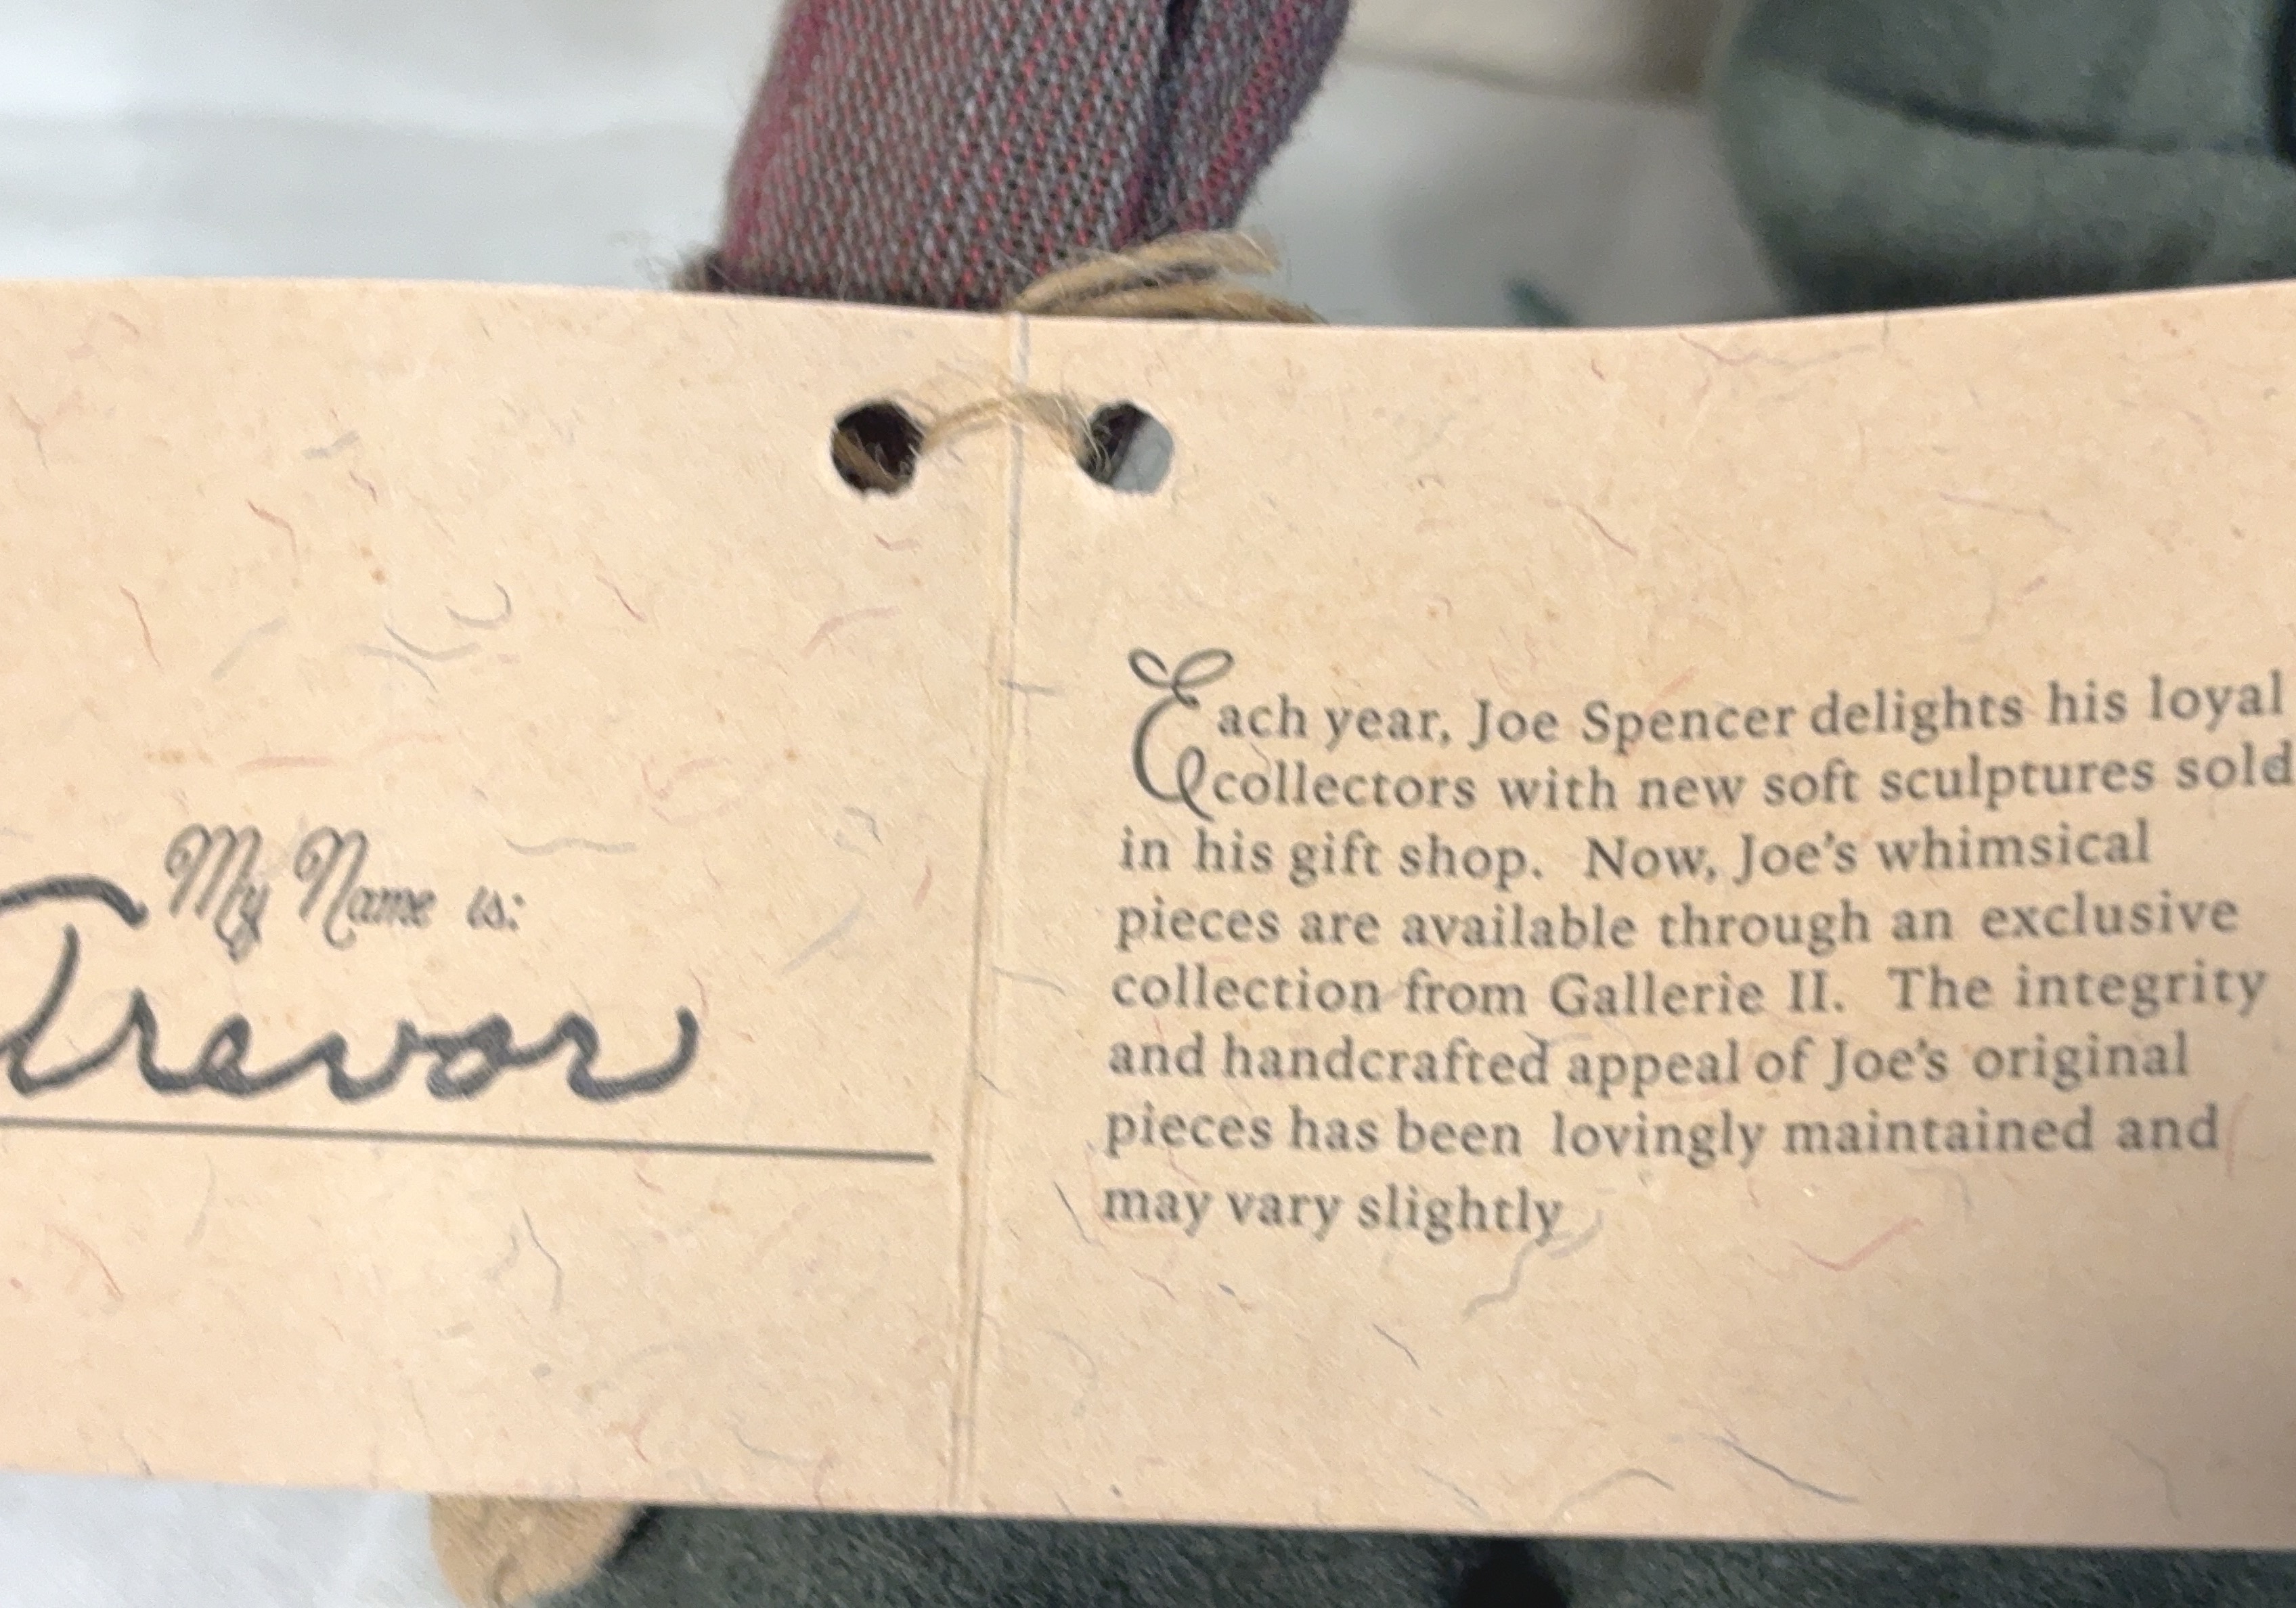 My Name is:
Trevor
Each year, Joe Spencer delights his loyal
collectors with new soft sculptures sold
in his gift shop. Now, Joe's whimsical
pieces are available through an exclusive
collection from Gallerie II. The integrity
and handcrafted appeal of Joe's original
pieces has been lovingly maintained and
may vary slightly